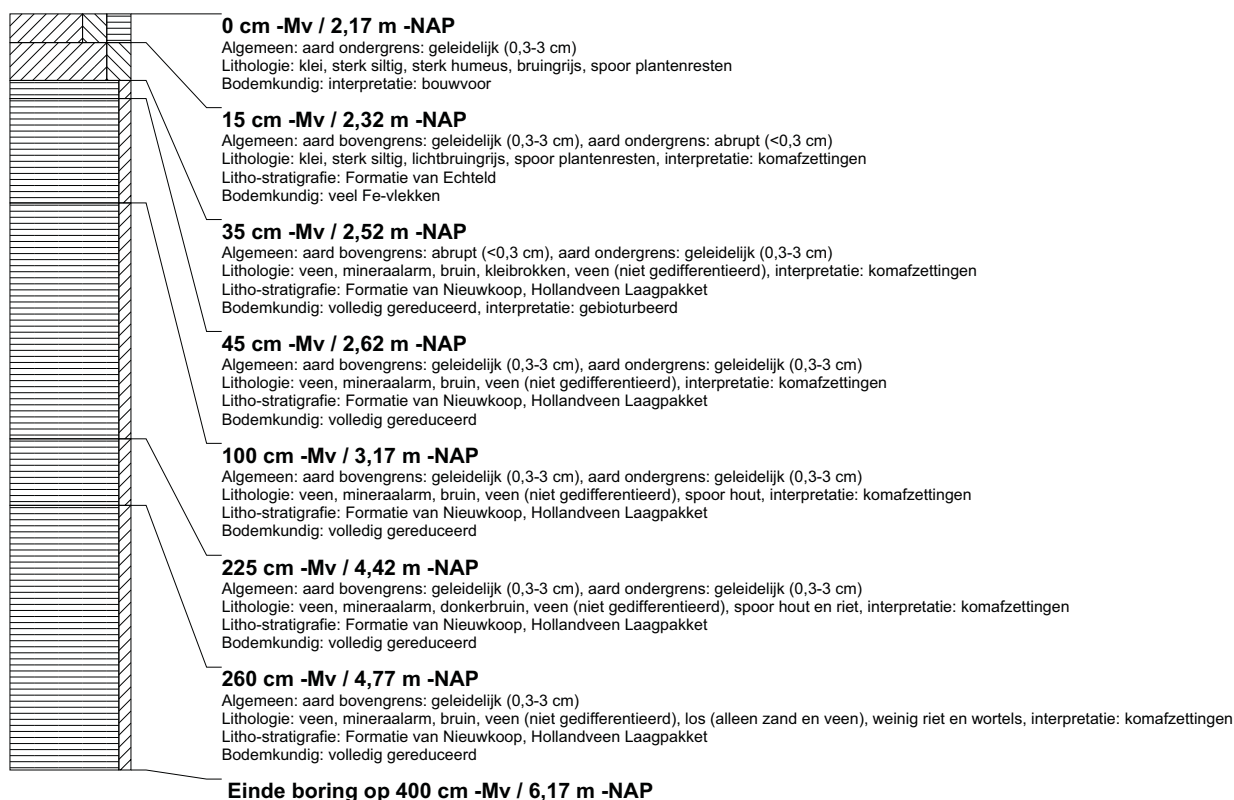 0 cm -Mv / 2,17 m -NAP
Algemeen: aard ondergrens: geleidelijk (0,3-3 cm)
Lithologie: klei, sterk siltig, sterk humeus, bruingrijs, spoor plantenresten
Bodemkundig: interpretatie: bouwvoor
15 cm -Mv / 2,32 m -NAP
Algemeen: aard bovengrens: geleidelijk (0,3-3 cm), aard ondergrens: abrupt (<0,3 cm)
Lithologie: klei, sterk siltig, lichtbruingrijs, spoor plantenresten, interpretatie: komafzettingen
Litho-stratigrafie: Formatie van Echteld
Bodemkundig: veel Fe-vlekken
35 cm -Mv / 2,52 m -NAP
Algemeen: aard bovengrens: abrupt (<0,3 cm), aard ondergrens: geleidelijk (0,3-3 cm)
Lithologie: veen, mineraalarm, bruin, kleibrokken, veen (niet gedifferentieerd), interpretatie: komafzettingen
Litho-stratigrafie: Formatie van Nieuwkoop, Hollandveen Laagpakket
Bodemkundig: volledig gereduceerd, interpretatie: gebioturbeerd
45 cm -Mv / 2,62 m -NAP
Algemeen: aard bovengrens: geleidelijk (0,3-3 cm), aard ondergrens: geleidelijk (0,3-3 cm)
Lithologie: veen, mineraalarm, bruin, veen (niet gedifferentieerd), interpretatie: komafzettingen
Litho-stratigrafie: Formatie van Nieuwkoop, Hollandveen Laagpakket
Bodemkundig: volledig gereduceerd
100 cm -Mv / 3,17 m -NAP
Algemeen: aard bovengrens: geleidelijk (0,3-3 cm), aard ondergrens: geleidelijk (0,3-3 cm)
Lithologie: veen, mineraalarm, bruin, veen (niet gedifferentieerd), spoor hout, interpretatie: komafzettingen
Litho-stratigrafie: Formatie van Nieuwkoop, Hollandveen Laagpakket
Bodemkundig: volledig gereduceerd
225 cm -Mv / 4,42 m -NAP
Algemeen: aard bovengrens: geleidelijk (0,3-3 cm), aard ondergrens: geleidelijk (0,3-3 cm)
Lithologie: veen, mineraalarm, donkerbruin, veen (niet gedifferentieerd), spoor hout en riet, interpretatie: komafzettingen
Litho-stratigrafie: Formatie van Nieuwkoop, Hollandveen Laagpakket
Bodemkundig: volledig gereduceerd
260 cm -Mv / 4,77 m -NAP
Algemeen: aard bovengrens: geleidelijk (0,3-3 cm)
Lithologie: veen, mineraalarm, bruin, veen (niet gedifferentieerd), los (alleen zand en veen), weinig riet en wortels, interpretatie: komafzettingen
Litho-stratigrafie: Formatie van Nieuwkoop, Hollandveen Laagpakket
Bodemkundig: volledig gereduceerd
Einde boring op 400 cm -Mv / 6,17 m -NAP